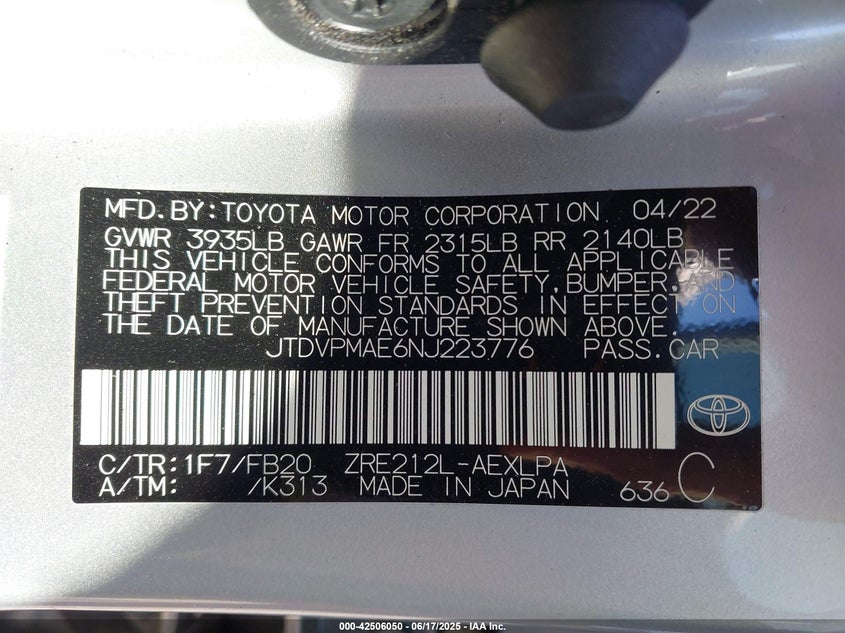 MFD.BY:TOYOTA MOTOR CORPORATION 04/22
GVWR 3935LB GAWR FR 2315LB RR 2140LB
THIS VEHICLE CONFORMS TO ALL APPLICABLE
FEDERAL MOTOR VEHICLE SAFETY,BUMPER,AND
THEFT PREVENTION STANDARDS IN EFFECT ON
THE DATE OF MANUFACTURE SHOWN ABOVE.
JTDVPMAE6NJ223776 PASS.CAR
C/TR:1F7/FB20 ZRE212L-AEXLPA
A/TM: /K313 MADE IN JAPAN 636 C
000-42506050 - 06/17/2025 - IAA Inc.